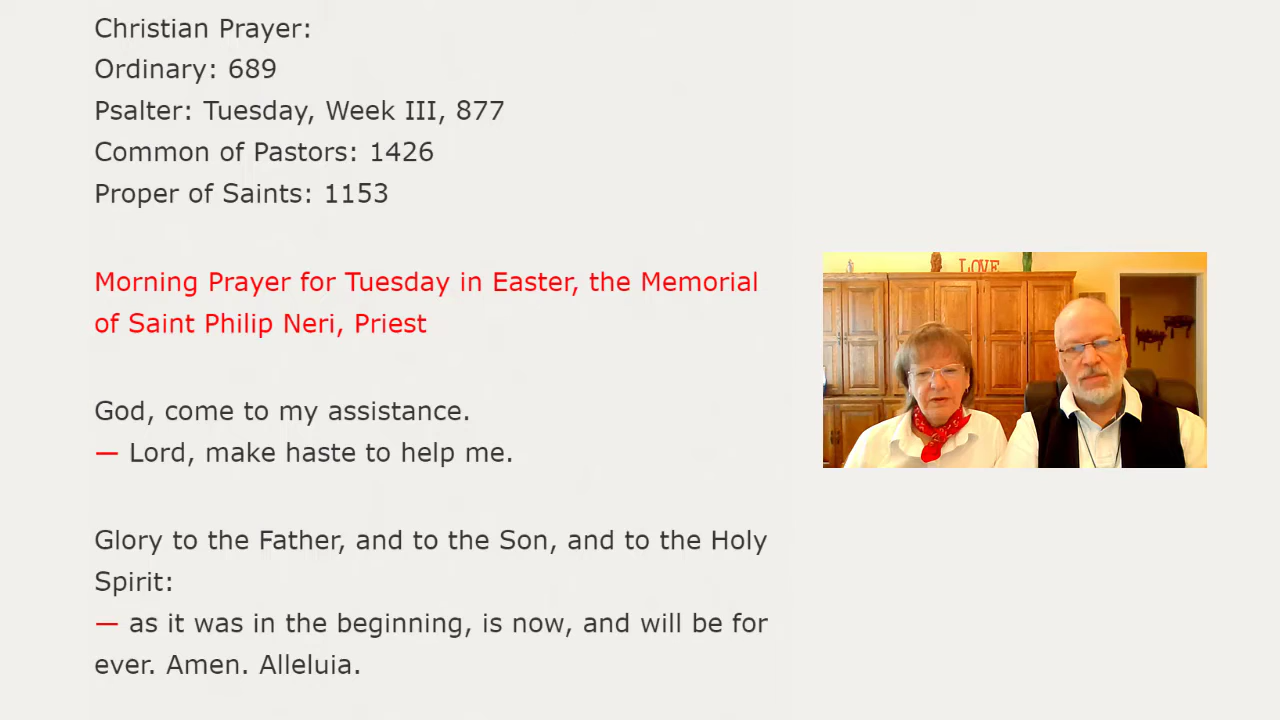 Christian Prayer:
Ordinary: 689
Psalter: Tuesday, Week III, 877
Common of Pastors: 1426
Proper of Saints: 1153
Morning Prayer for Tuesday in Easter, the Memorial
of Saint Philip Neri, Priest
God, come to my assistance.
— Lord, make haste to help me.
Glory to the Father, and to the Son, and to the Holy
Spirit:
— as it was in the beginning, is now, and will be for
ever. Amen. Alleluia.
LOVE